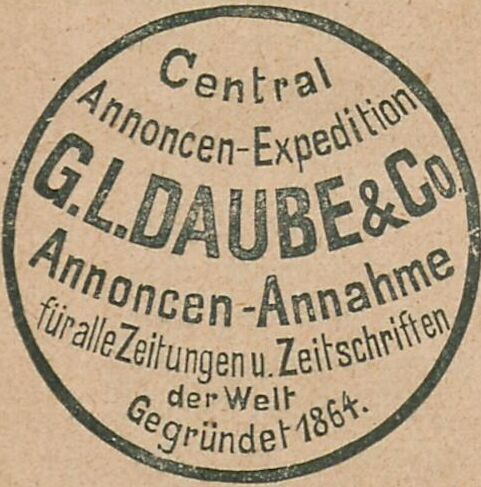 Central
Annoncen-Expedition
G.L.DAUBE&Co.
Annoncen-Annahme
für alle Zeitungen u. Zeitschriften
der Welt
Gegründet 1864.